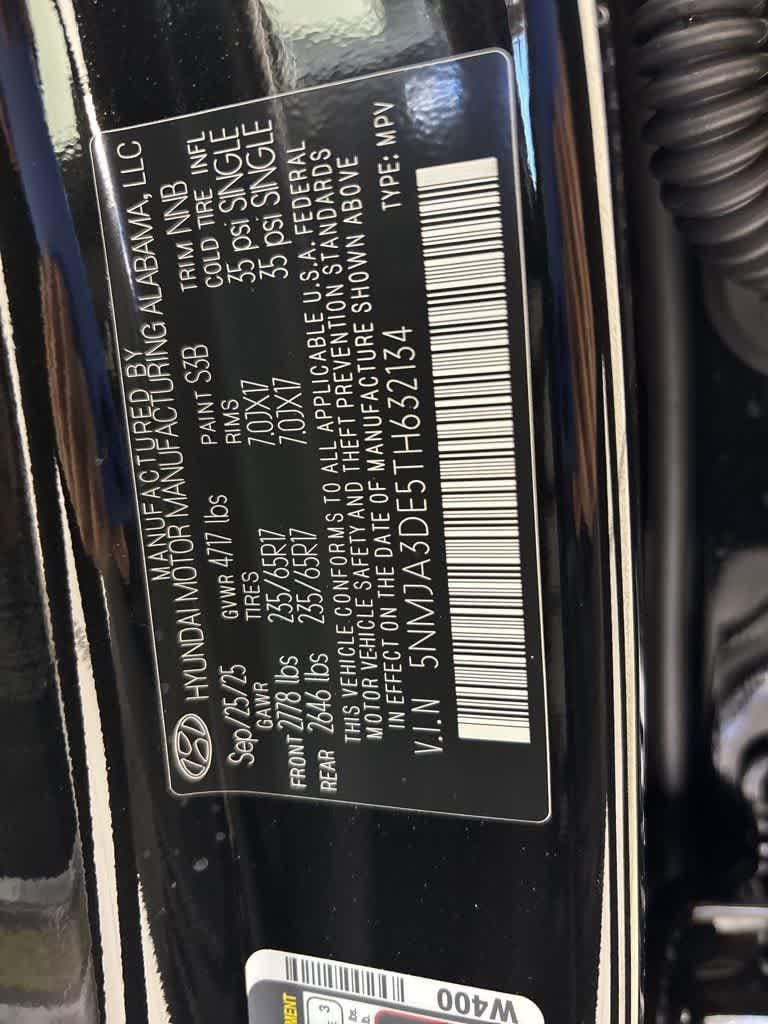 MANUFACTURED BY
HYUNDAI MOTOR MANUFACTURING ALABAMA, LLC
Sep/25/25 GVWR 4717 lbs PAINT S3B TRIM NNB
GAWR TIRES RIMS COLD TIRE INFL
FRONT 2778 lbs 235/65R17 7.0JX17 35 psi SINGLE
REAR 2646 lbs 235/65R17 7.0JX17 35 psi SINGLE
THIS VEHICLE CONFORMS TO ALL APPLICABLE U.S.A. FEDERAL
MOTOR VEHICLE SAFETY AND THEFT PREVENTION STANDARDS
IN EFFECT ON THE DATE OF MANUFACTURE SHOWN ABOVE
V.I.N 5NMJA3DE5TH632134 TYPE: MPV
W400
3
lbs.